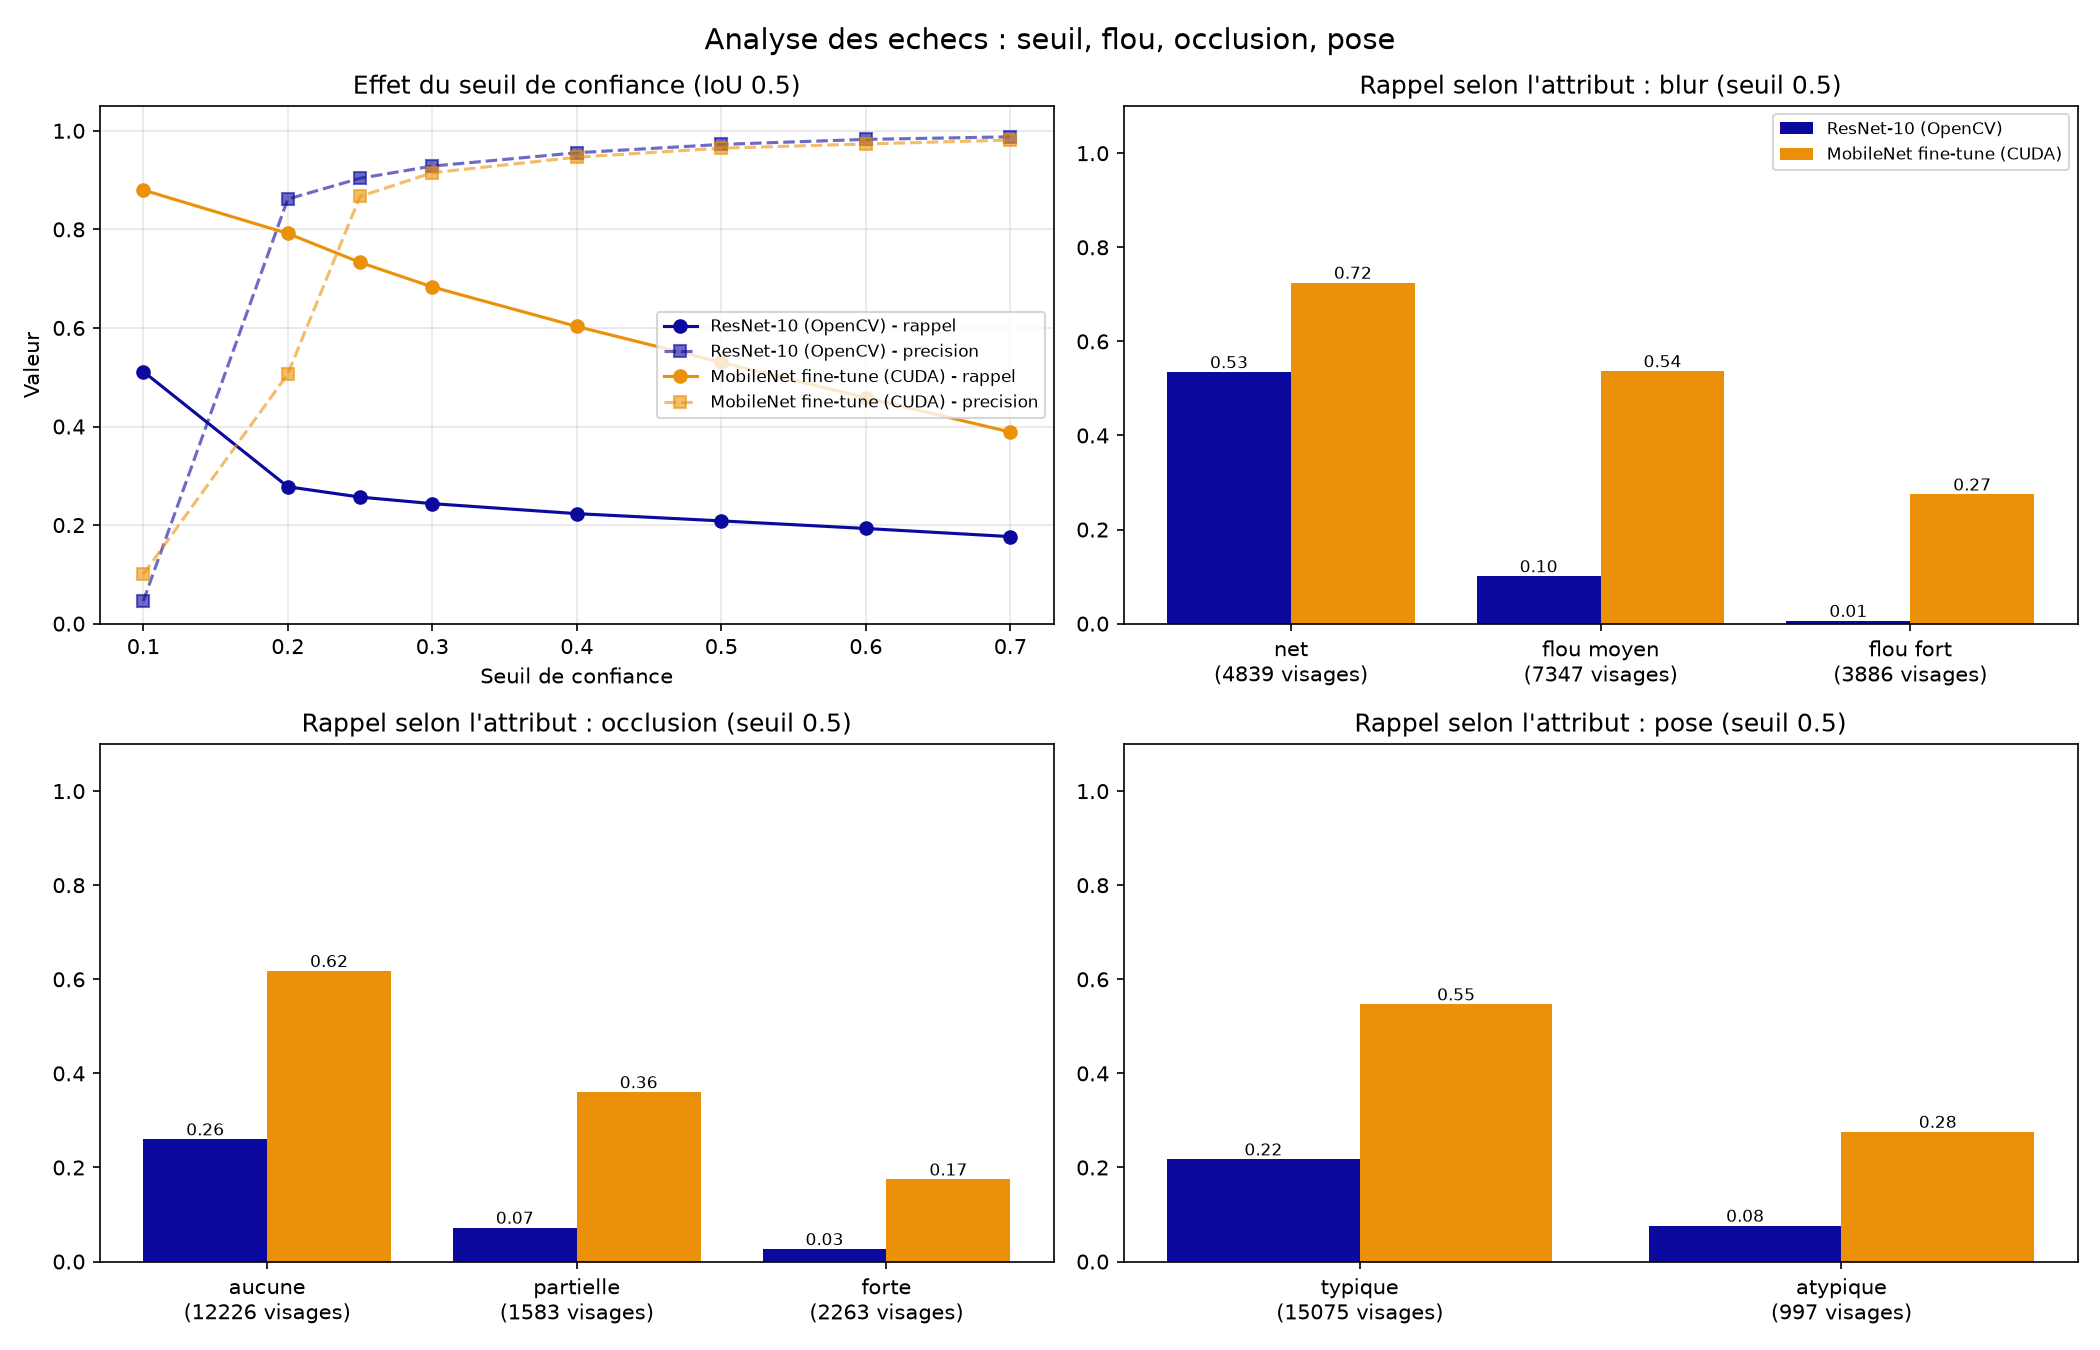 Analyse des echecs : seuil, flou, occlusion, pose
Effet du seuil de confiance (IoU 0.5)
Valeur
1.0
0.8
0.6
0.4
0.2
0.0
ResNet-10 (OpenCV) - rappel
ResNet-10 (OpenCV) - precision
MobileNet fine-tune (CUDA) - rappel
MobileNet fine-tune (CUDA) - precision
0.1 0.2 0.3 0.4 0.5 0.6 0.7
Seuil de confiance
Rappel selon l'attribut : blur (seuil 0.5)
ResNet-10 (OpenCV)
MobileNet fine-tune (CUDA)
1.0
0.8
0.6
0.4
0.2
0.0
0.53
0.72
0.10
0.54
0.01
0.27
net flou moyen flou fort
(4839 visages) (7347 visages) (3886 visages)
Rappel selon l'attribut : occlusion (seuil 0.5)
1.0
0.8
0.6
0.4
0.2
0.0
0.26
0.62
0.07
0.36
0.03
0.17
aucune partielle forte
(12226 visages) (1583 visages) (2263 visages)
Rappel selon l'attribut : pose (seuil 0.5)
1.0
0.8
0.6
0.4
0.2
0.0
0.22
0.55
0.08
0.28
typique atypique
(15075 visages) (997 visages)